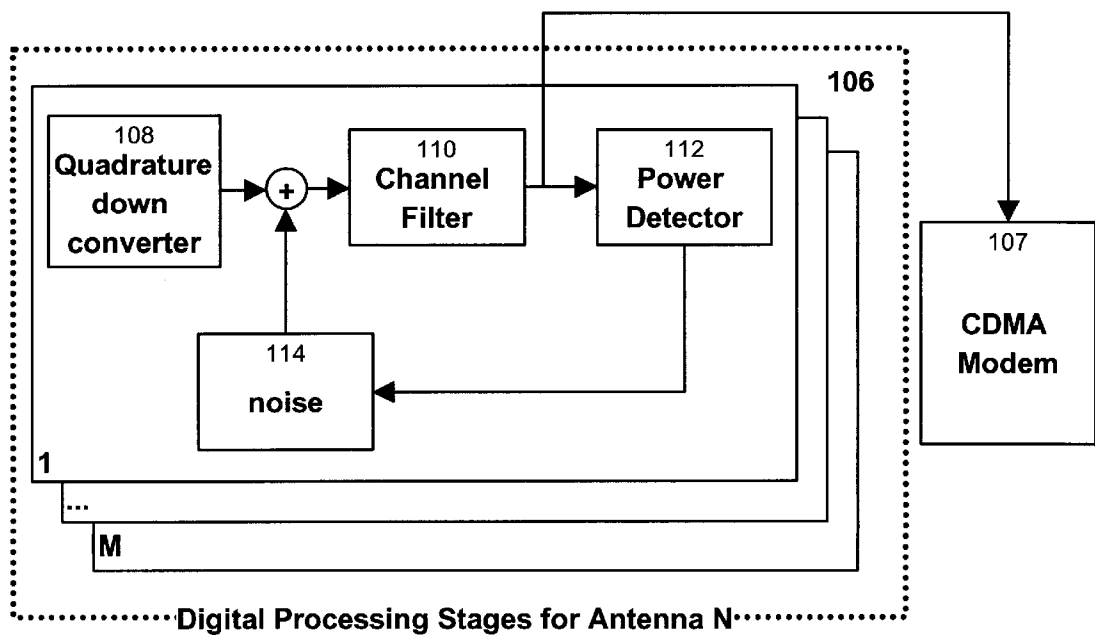 106
108
Quadrature
down
converter
+
110
Channel
Filter
112
Power
Detector
107
CDMA
Modem
114
noise
1
...
M
Digital Processing Stages for Antenna N